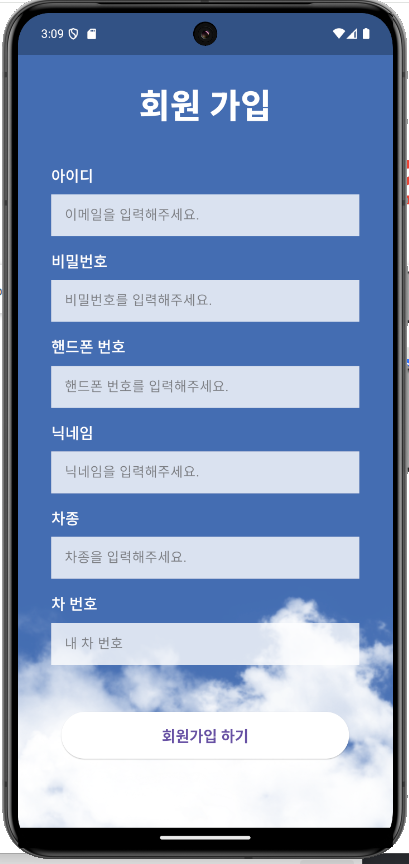 3:09
회원 가입
아이디
이메일을 입력해주세요.
비밀번호
비밀번호를 입력해주세요.
핸드폰 번호
핸드폰 번호를 입력해주세요.
닉네임
닉네임을 입력해주세요.
차종
차종을 입력해주세요.
차 번호
내 차 번호
회원가입 하기